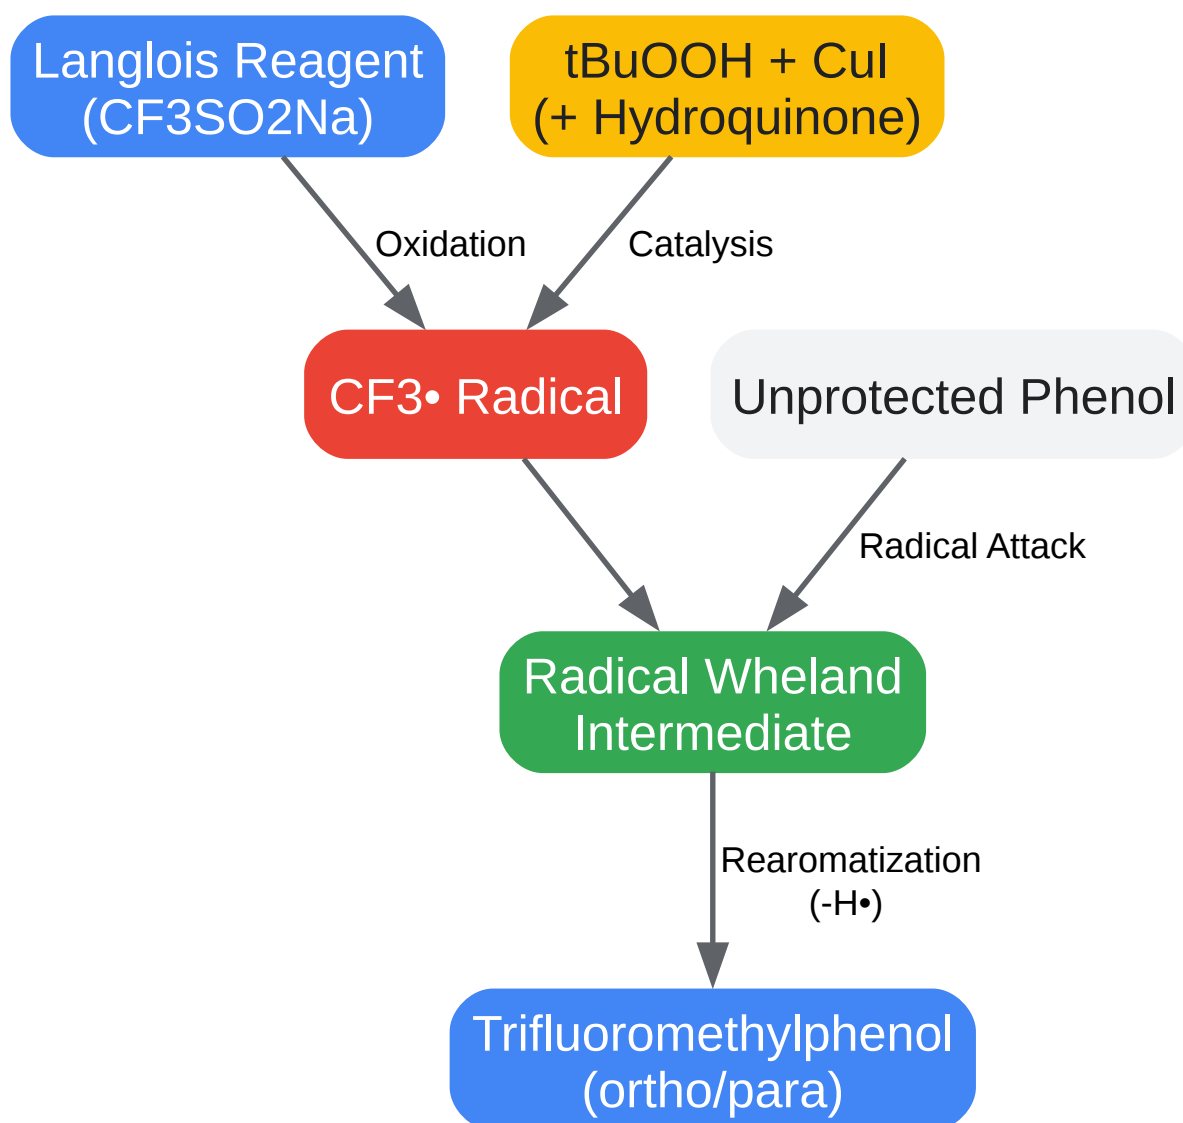 Langlois Reagent
(CF3SO2Na)
tBuOOH + CuI
(+ Hydroquinone)
Oxidation
Catalysis
CF3• Radical
Unprotected Phenol
Radical Attack
Radical Wheland
Intermediate
Rearomatization
(-H•)
Trifluoromethylphenol
(ortho/para)